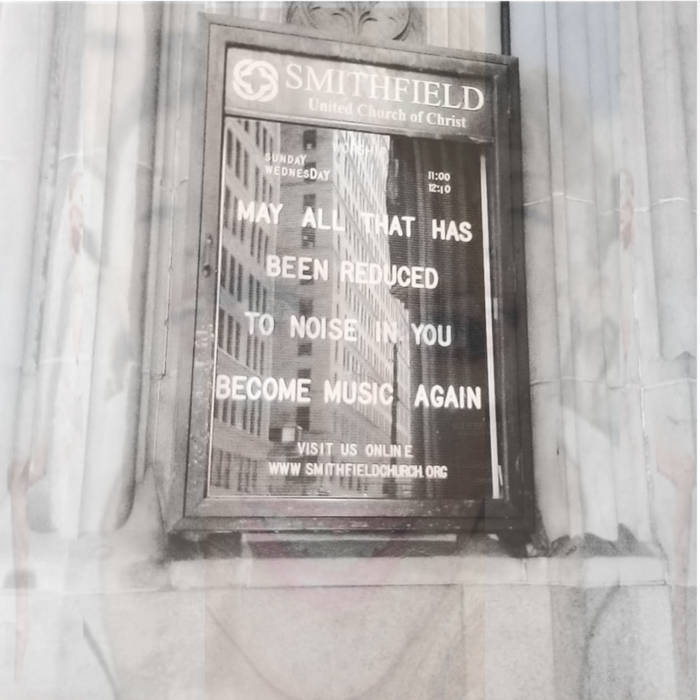 SMITHFIELD
United Church of Christ
WORSHIP
SUNDAY 11:00
WEDNESDAY 12:10
MAY ALL THAT HAS
BEEN REDUCED
TO NOISE IN YOU
BECOME MUSIC AGAIN
VISIT US ONLINE
WWW SMITHFIELDCHURCH.ORG